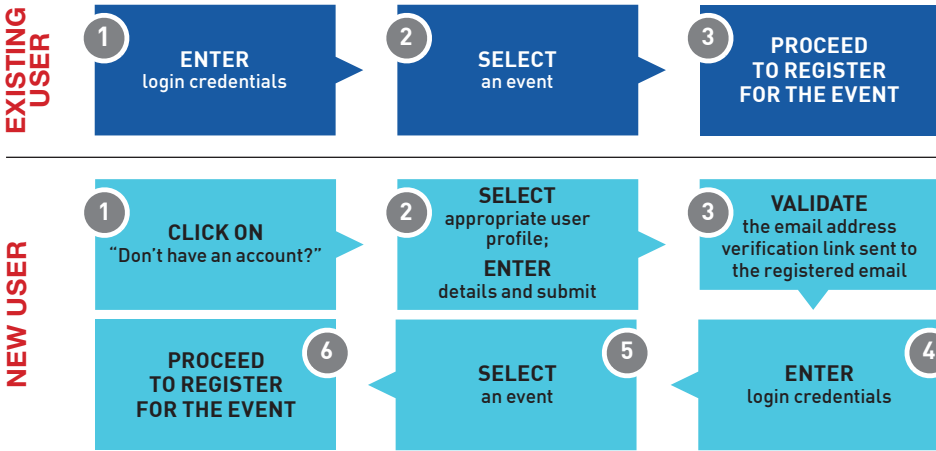 EXISTING
USER
1
ENTER
login credentials
2
SELECT
an event
3
PROCEED
TO REGISTER
FOR THE EVENT
NEW USER
1
CLICK ON
“Don’t have an account?”
2
SELECT
appropriate user
profile;
ENTER
details and submit
3
VALIDATE
the email address
verification link sent to
the registered email
4
ENTER
login credentials
5
SELECT
an event
6
PROCEED
TO REGISTER
FOR THE EVENT